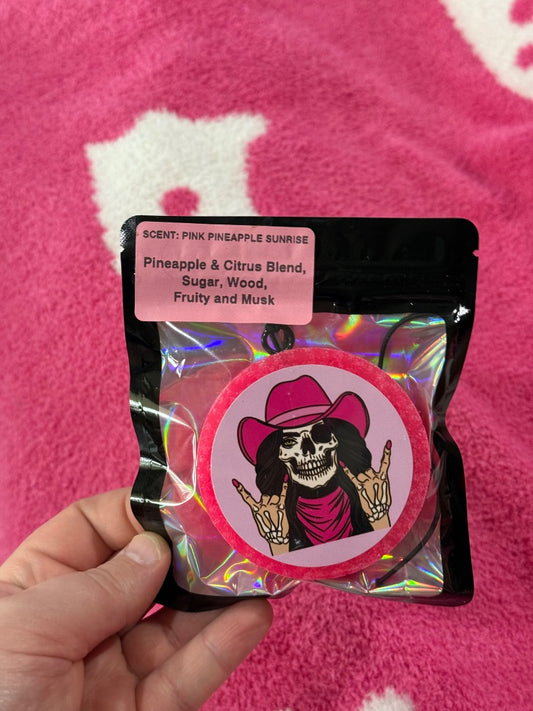 SCENT: PINK PINEAPPLE SUNRISE
Pineapple & Citrus Blend,
Sugar, Wood,
Fruity and Musk